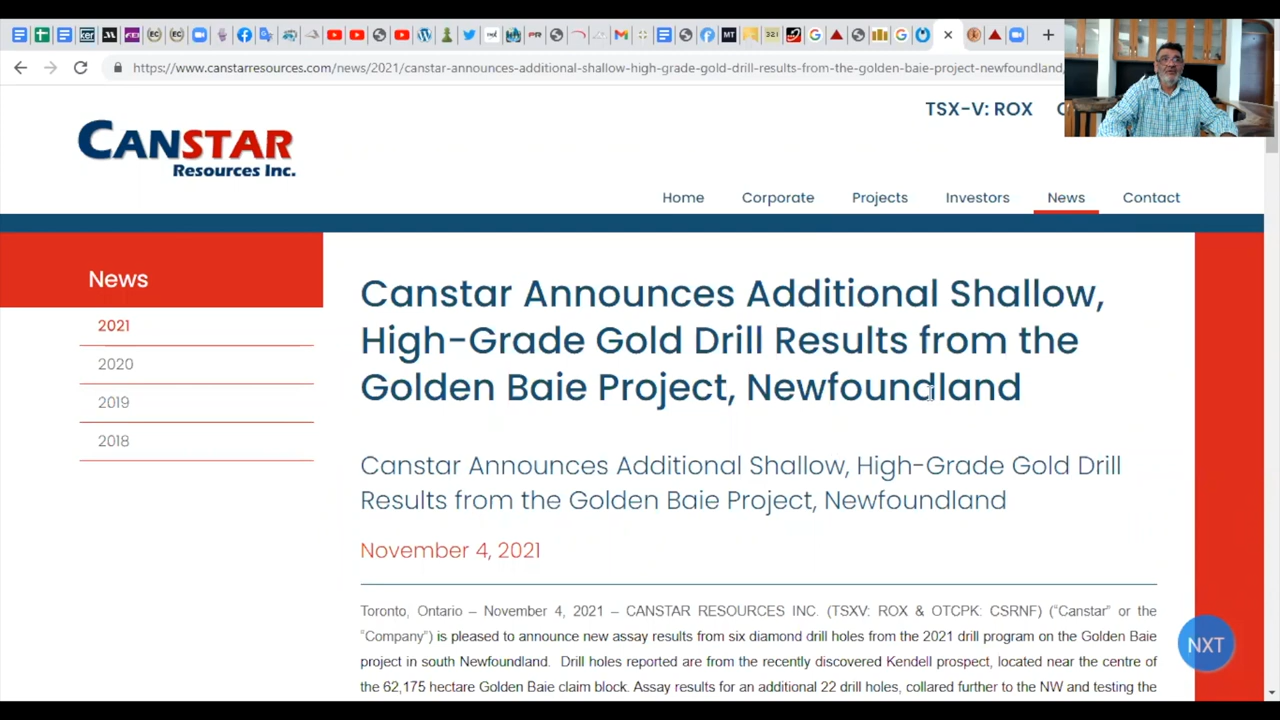 https://www.canstarresources.com/news/2021/canstar-announces-additional-shallow-high-grade-gold-drill-results-from-the-golden-baie-project-newfoundland
TSX-V: ROX
CANSTAR
Resources Inc.
Home Corporate Projects Investors News Contact
News
2021
2020
2019
2018
Canstar Announces Additional Shallow,
High-Grade Gold Drill Results from the
Golden Baie Project, Newfoundland
Canstar Announces Additional Shallow, High-Grade Gold Drill
Results from the Golden Baie Project, Newfoundland
November 4, 2021
Toronto, Ontario – November 4, 2021 – CANSTAR RESOURCES INC. (TSXV: ROX & OTCPK: CSRNF) (“Canstar” or the
“Company”) is pleased to announce new assay results from six diamond drill holes from the 2021 drill program on the Golden Baie
project in south Newfoundland. Drill holes reported are from the recently discovered Kendell prospect, located near the centre of
the 62,175 hectare Golden Baie claim block. Assay results for an additional 22 drill holes, collared further to the NW and testing the
NXT